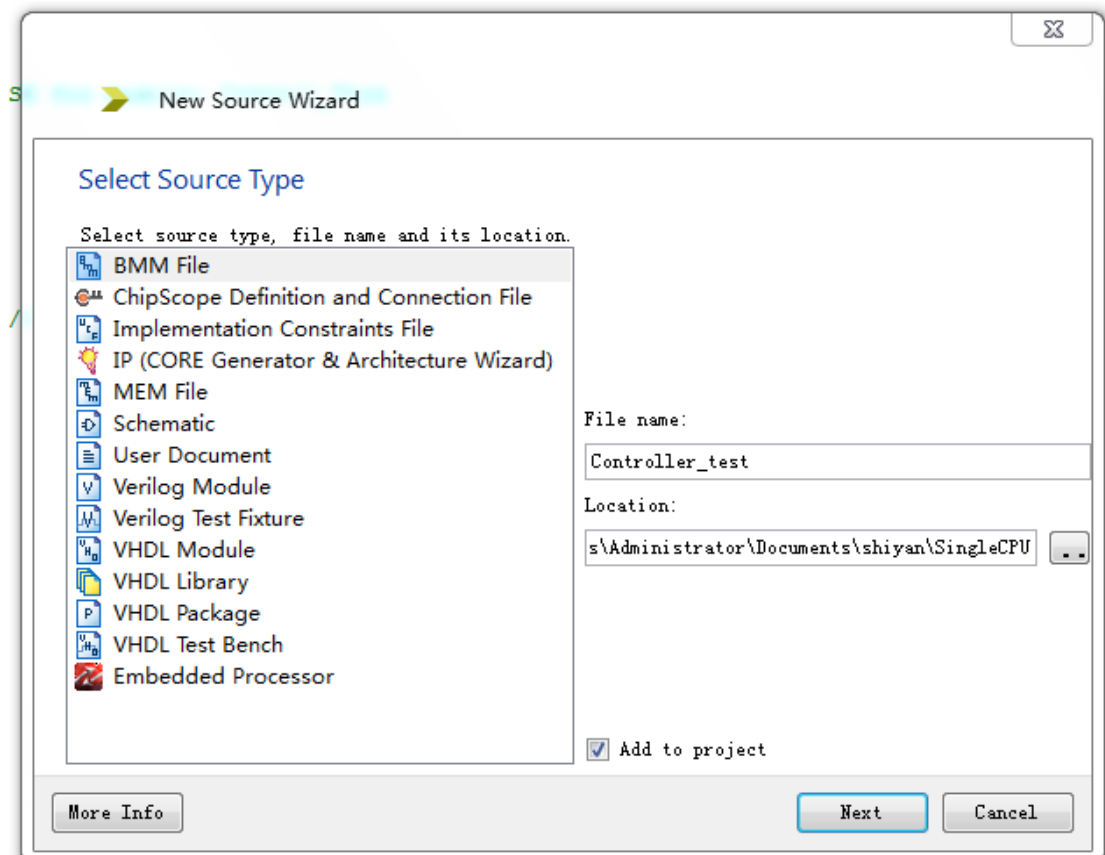 New Source Wizard
Select Source Type
Select source type, file name and its location.
BMM File
ChipScope Definition and Connection File
Implementation Constraints File
IP (CORE Generator & Architecture Wizard)
MEM File
Schematic
User Document
Verilog Module
Verilog Test Fixture
VHDL Module
VHDL Library
VHDL Package
VHDL Test Bench
Embedded Processor
File name:
Controller_test
Location:
s\Administrator\Documents\shiyan\SingleCPU
..
Add to project
More Info
Next
Cancel